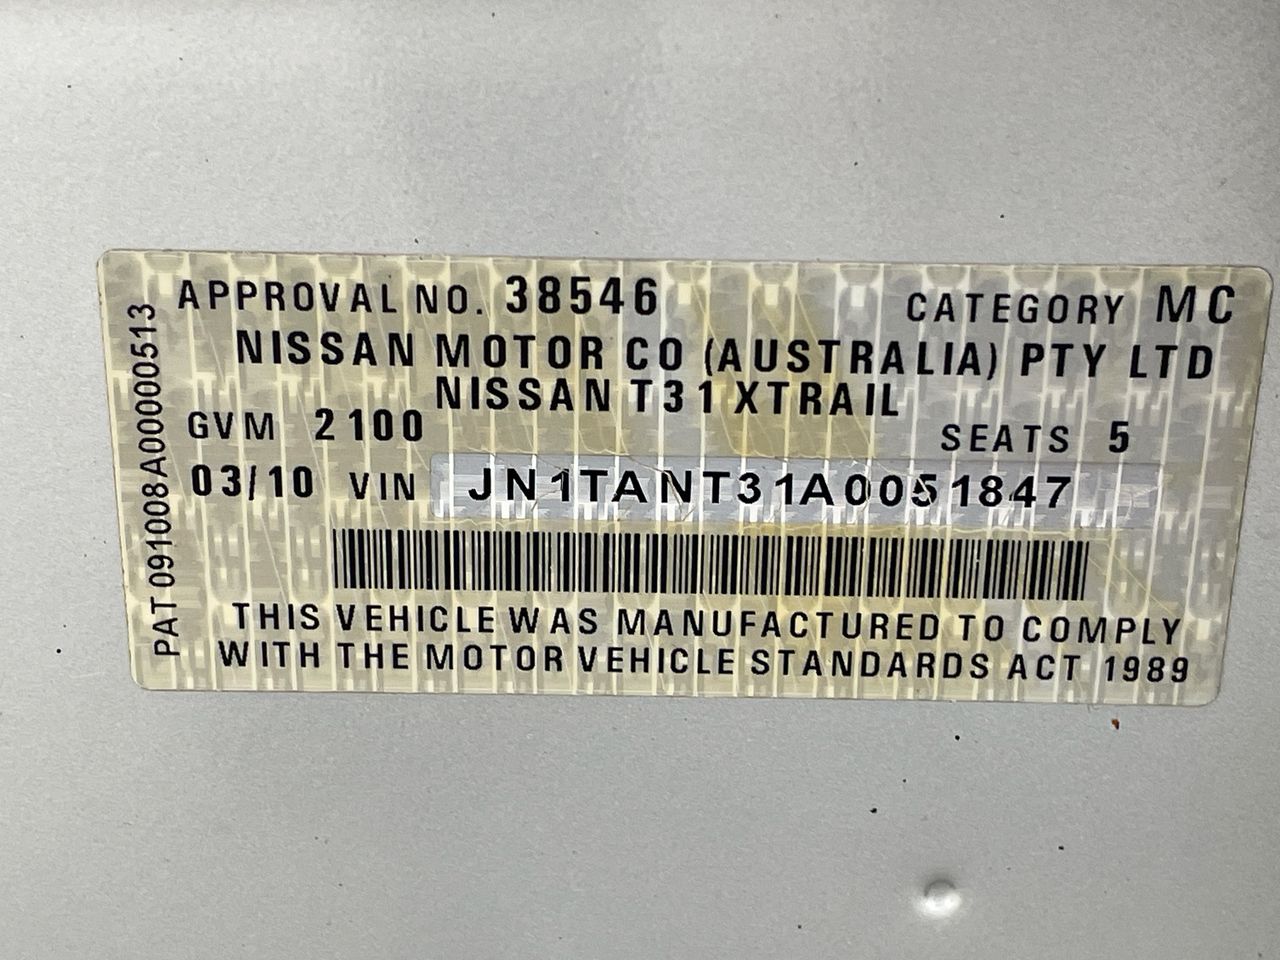 APPROVAL NO. 38546 CATEGORY MC
NISSAN MOTOR CO (AUSTRALIA) PTY LTD
NISSAN T31 XTRAIL
GVM 2100 SEATS 5
03/10 VIN JN1TANT31A0051847
THIS VEHICLE WAS MANUFACTURED TO COMPLY
WITH THE MOTOR VEHICLE STANDARDS ACT 1989
PAT 091008A00000513